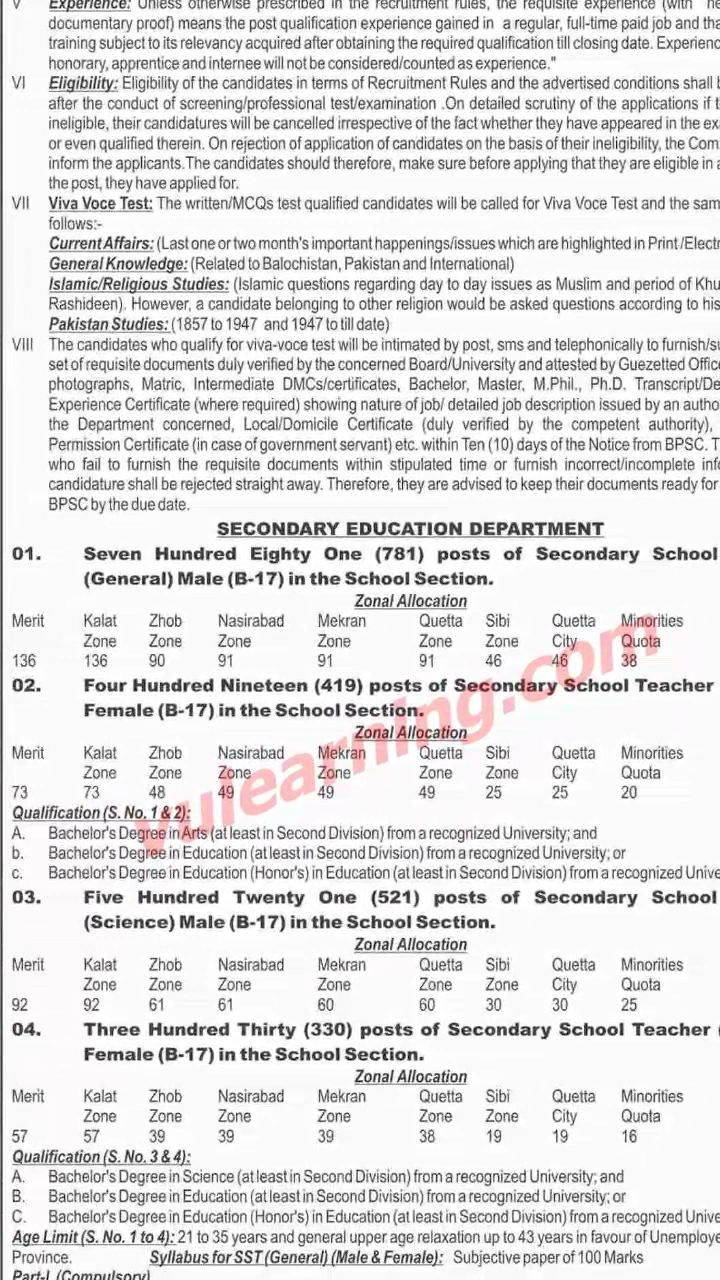 V Experience: Unless otherwise prescribed in the recruitment rules, the requisite experience (with
documentary proof) means the post qualification experience gained in a regular, full-time paid job and
training subject to its relevancy acquired after obtaining the required qualification till closing date.
honorary, apprentice and internee will not be considered/counted as experience."
VI Eligibility: Eligibility of the candidates in terms of Recruitment Rules and the advertised conditions shall
after the conduct of screening/professional test/examination .On detailed scrutiny of the applications if
ineligible, their candidatures will be cancelled irrespective of the fact whether they have appeared in the
or even qualified therein. On rejection of application of candidates on the basis of their ineligibility, the
inform the applicants.The candidates should therefore, make sure before applying that they are eligible in
the post, they have applied for.
VII Viva Voce Test: The written/MCQs test qualified candidates will be called for Viva Voce Test and the
follows:-
Current Affairs: (Last one or two month's important happenings/issues which are highlighted in Print
General Knowledge: (Related to Balochistan, Pakistan and International)
Islamic/Religious Studies: (Islamic questions regarding day to day issues as Muslim and period of
Rashideen). However, a candidate belonging to other religion would be asked questions according to his
Pakistan Studies: (1857 to 1947 and 1947 to till date)
VIII The candidates who qualify for viva-voce test will be intimated by post, sms and telephonically to
set of requisite documents duly verified by the concerned Board/University and attested by Guezetted
photographs, Matric, Intermediate DMCs/certificates, Bachelor, Master, M.Phil., Ph.D.
Experience Certificate (where required) showing nature of job/ detailed job description issued by an
the Department concerned, Local/Domicile Certificate (duly verified by the competent authority),
Permission Certificate (in case of government servant) etc. within Ten (10) days of the Notice from BPSC.
who fail to furnish the requisite documents within stipulated time or furnish incorrect/incomplete
candidature shall be rejected straight away. Therefore, they are advised to keep their documents ready for
BPSC by the due date.
SECONDARY EDUCATION DEPARTMENT
01. Seven Hundred Eighty One (781) posts of Secondary School
(General) Male (B-17) in the School Section.
Zonal Allocation
Merit Kalat Zhob Nasirabad Mekran Quetta Sibi Quetta Minorities
Zone Zone Zone Zone Zone Zone City Quota
136 136 90 91 91 91 46 46 38
02. Four Hundred Nineteen (419) posts of Secondary School Teacher
Female (B-17) in the School Section.
Zonal Allocation
Merit Kalat Zhob Nasirabad Mekran Quetta Sibi Quetta Minorities
Zone Zone Zone Zone Zone Zone City Quota
73 73 48 49 49 49 25 25 20
vulearning.com
Qualification (S. No. 1 & 2):
A. Bachelor's Degree in Arts (at least in Second Division) from a recognized University; and
b. Bachelor's Degree in Education (at least in Second Division) from a recognized University; or
c. Bachelor's Degree in Education (Honor's) in Education (at least in Second Division) from a recognized
03. Five Hundred Twenty One (521) posts of Secondary School
(Science) Male (B-17) in the School Section.
Zonal Allocation
Merit Kalat Zhob Nasirabad Mekran Quetta Sibi Quetta Minorities
Zone Zone Zone Zone Zone Zone City Quota
92 92 61 61 60 60 30 30 25
04. Three Hundred Thirty (330) posts of Secondary School Teacher
Female (B-17) in the School Section.
Zonal Allocation
Merit Kalat Zhob Nasirabad Mekran Quetta Sibi Quetta Minorities
Zone Zone Zone Zone Zone Zone City Quota
57 57 39 39 39 38 19 19 16
Qualification (S. No. 3 & 4):
A. Bachelor's Degree in Science (at least in Second Division) from a recognized University; and
B. Bachelor's Degree in Education (at least in Second Division) from a recognized University; or
C. Bachelor's Degree in Education (Honor's) in Education (at least in Second Division) from a recognized
Age Limit (S. No. 1 to 4): 21 to 35 years and general upper age relaxation up to 43 years in favour of
Province. Syllabus for SST (General) (Male & Female): Subjective paper of 100 Marks
Part-I. (Compulsory)